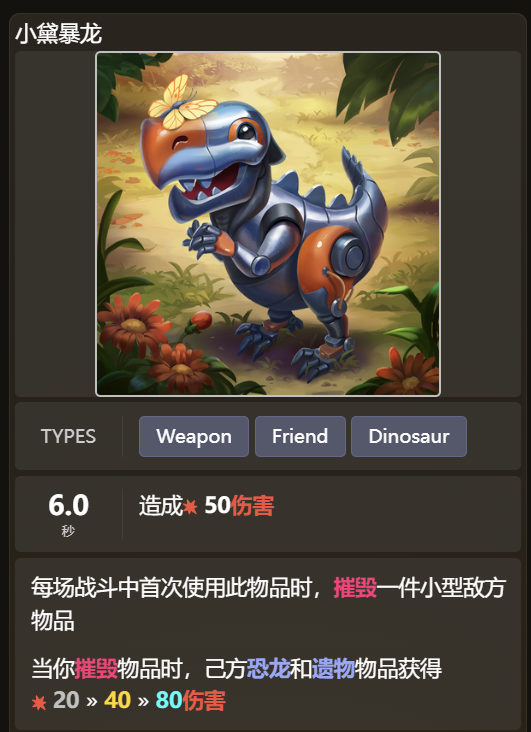 小黛暴龙
TYPES Weapon Friend Dinosaur
6.0 造成 50伤害
秒
每场战斗中首次使用此物品时，摧毁一件小型敌方
物品
当你摧毁物品时，己方恐龙和遗物物品获得
20 » 40 » 80伤害